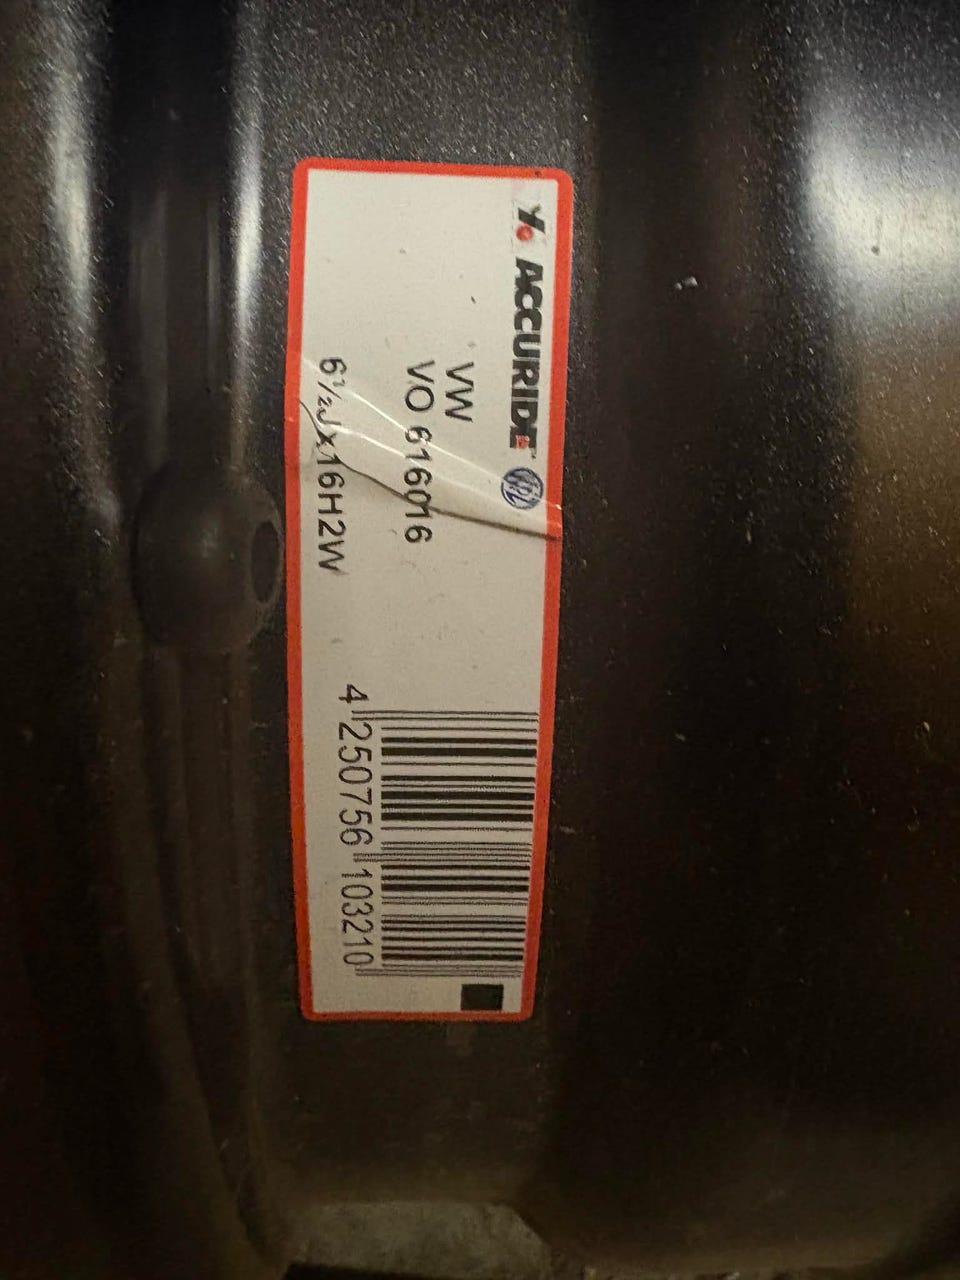 ACCURIDE
VW
VO 616016
6½Jx16H2W
4 250756 103210